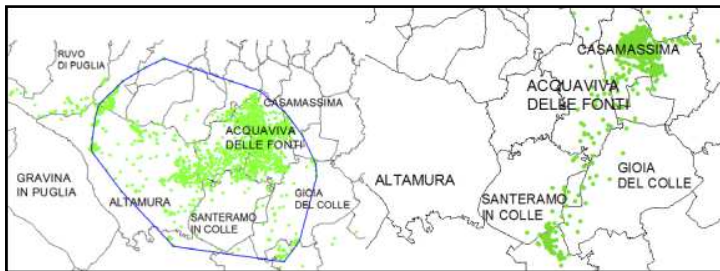 RUVO
DI PUGLIA
CASAMASSIMA
ACQUAVIVA
DELLE FONTI
GRAVINA
IN PUGLIA
ALTAMURA
SANTERAMO
IN COLLE
GIOIA
DEL COLLE
CASAMASSIMA
ACQUAVIVA
DELLE FONTI
ALTAMURA
GIOIA
DEL COLLE
SANTERAMO
IN COLLE